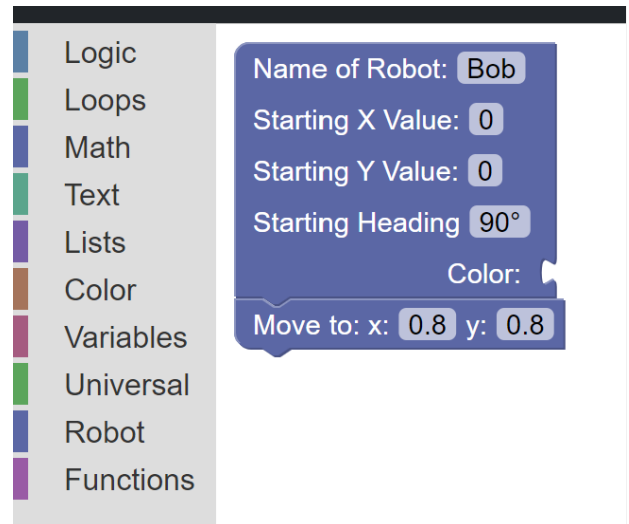 Logic
Loops
Math
Text
Lists
Color
Variables
Universal
Robot
Functions
Name of Robot: Bob
Starting X Value: 0
Starting Y Value: 0
Starting Heading 90°
Color:
Move to: x: 0.8 y: 0.8